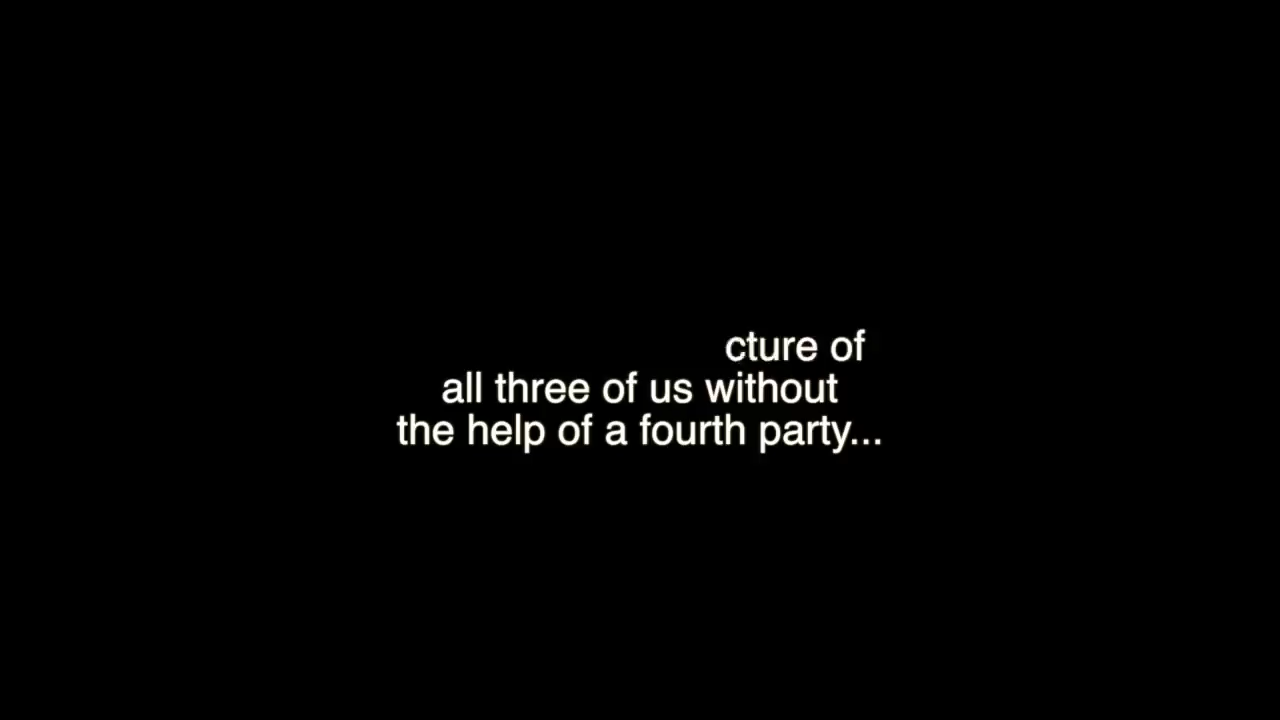 cture of
all three of us without
the help of a fourth party...